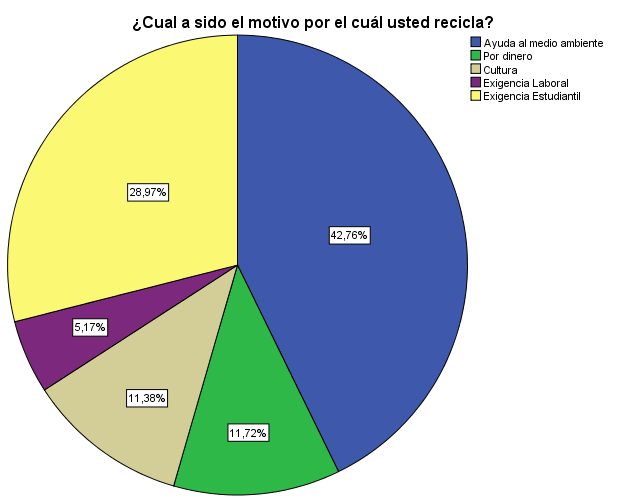 ¿Cual a sido el motivo por el cuál usted recicla?
Ayuda al medio ambiente
Por dinero
Cultura
Exigencia Laboral
Exigencia Estudiantil
28,97%
42,76%
5,17%
11,38%
11,72%